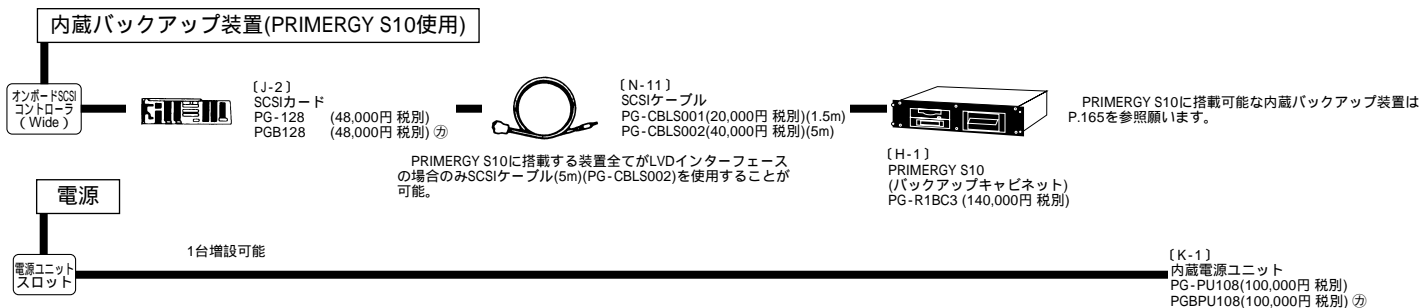 内蔵バックアップ装置(PRIMERGY S10使用)
オンボードSCSI
コントローラ
(Wide)
〔J-2〕
SCSIカード
PG-128 (48,000円 税別)
PGB128 (48,000円 税別) ㋕
〔N-11〕
SCSIケーブル
PG-CBLS001(20,000円 税別)(1.5m)
PG-CBLS002(40,000円 税別)(5m)
PRIMERGY S10に搭載する装置全てがLVDインターフェース
の場合のみSCSIケーブル(5m)(PG-CBLS002)を使用することが
可能。
〔H-1〕
PRIMERGY S10
(バックアップキャビネット)
PG-R1BC3 (140,000円 税別)
PRIMERGY S10に搭載可能な内蔵バックアップ装置は
P.165を参照願います。
電源
電源ユニット
スロット
1台増設可能
〔K-1〕
内蔵電源ユニット
PG-PU108(100,000円 税別)
PGBPU108(100,000円 税別) ㋕